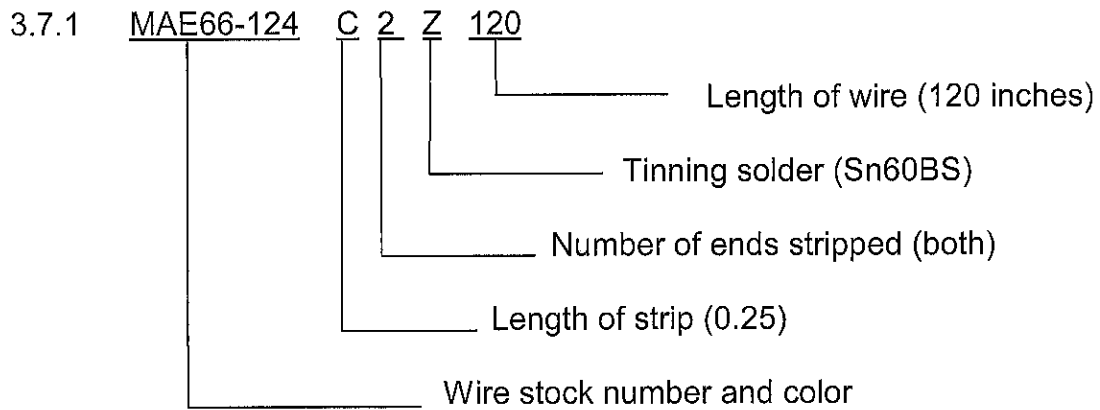 3.7.1 MAE66-124 C 2 Z 120
Length of wire (120 inches)
Tinning solder (Sn60BS)
Number of ends stripped (both)
Length of strip (0.25)
Wire stock number and color